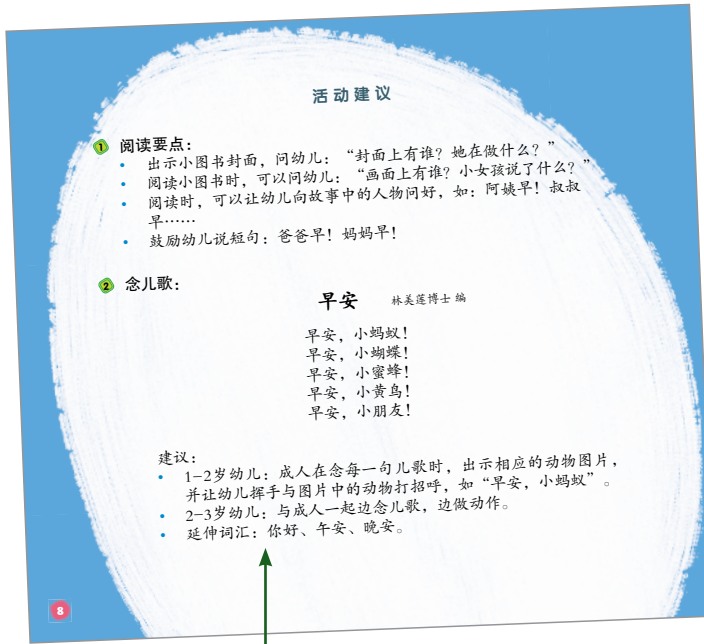 活动建议
1 阅读要点：
• 出示小图书封面，问幼儿：“封面上有谁？她在做什么？”
• 阅读小图书时，可以问幼儿：“画面上有谁？小女孩说了什么？”
• 阅读时，可以让幼儿向故事中的人物问好，如：阿姨早！叔叔
早……
• 鼓励幼儿说短句：爸爸早！妈妈早！
2 念儿歌：
早安 林美莲博士 编
早安，小蚂蚁！
早安，小蝴蝶！
早安，小蜜蜂！
早安，小黄鸟！
早安，小朋友！
建议：
• 1-2岁幼儿：成人在念每一句儿歌时，出示相应的动物图片，
并让幼儿挥手与图片中的动物打招呼，如“早安，小蚂蚁”。
• 2-3岁幼儿：与成人一起边念儿歌，边做动作。
• 延伸词汇：你好、午安、晚安。
8